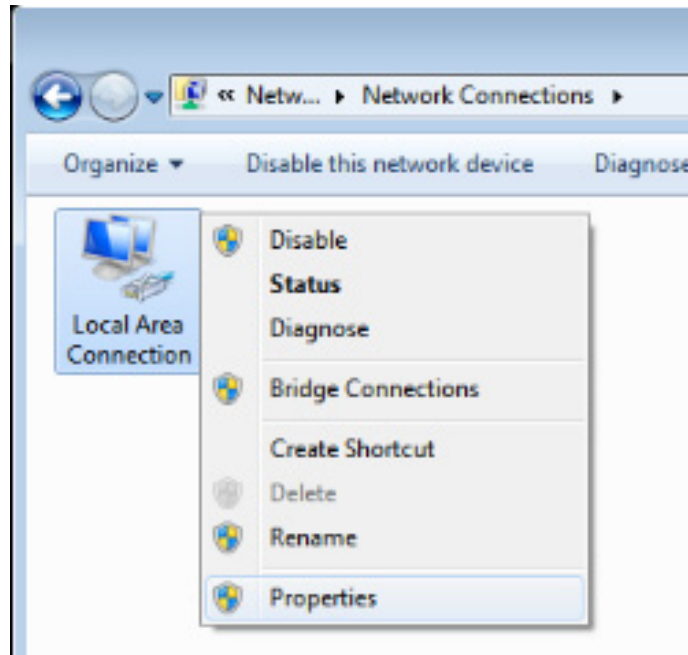 « Netw... ▸ Network Connections ▸
Organize ▾ Disable this network device Diagnose
Local Area
Connection
Disable
Status
Diagnose
Bridge Connections
Create Shortcut
Delete
Rename
Properties